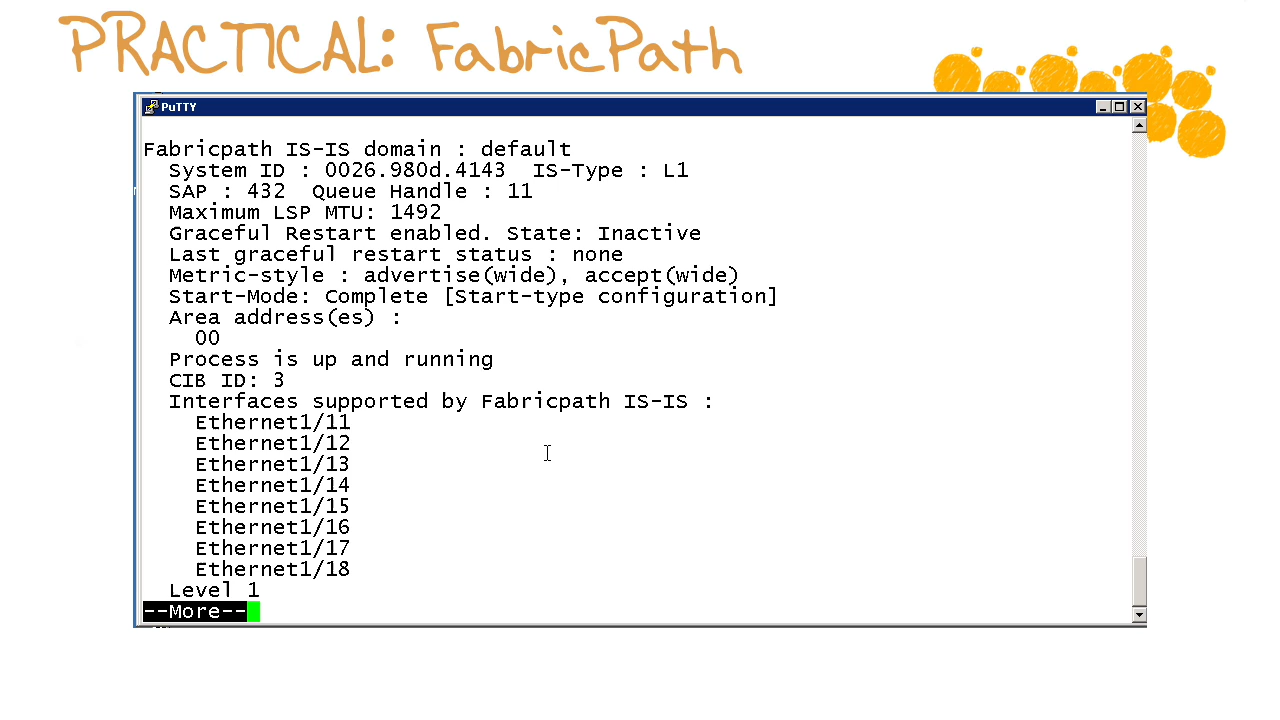 PRACTICAL: FabricPath
PuTTY
Fabricpath IS-IS domain : default
System ID : 0026.980d.4143  IS-Type : L1
SAP : 432  Queue Handle : 11
Maximum LSP MTU: 1492
Graceful Restart enabled. State: Inactive
Last graceful restart status : none
Metric-style : advertise(wide), accept(wide)
Start-Mode: Complete [Start-type configuration]
Area address(es) :
00
Process is up and running
CIB ID: 3
Interfaces supported by Fabricpath IS-IS :
Ethernet1/11
Ethernet1/12
Ethernet1/13
Ethernet1/14
Ethernet1/15
Ethernet1/16
Ethernet1/17
Ethernet1/18
Level 1
--More--